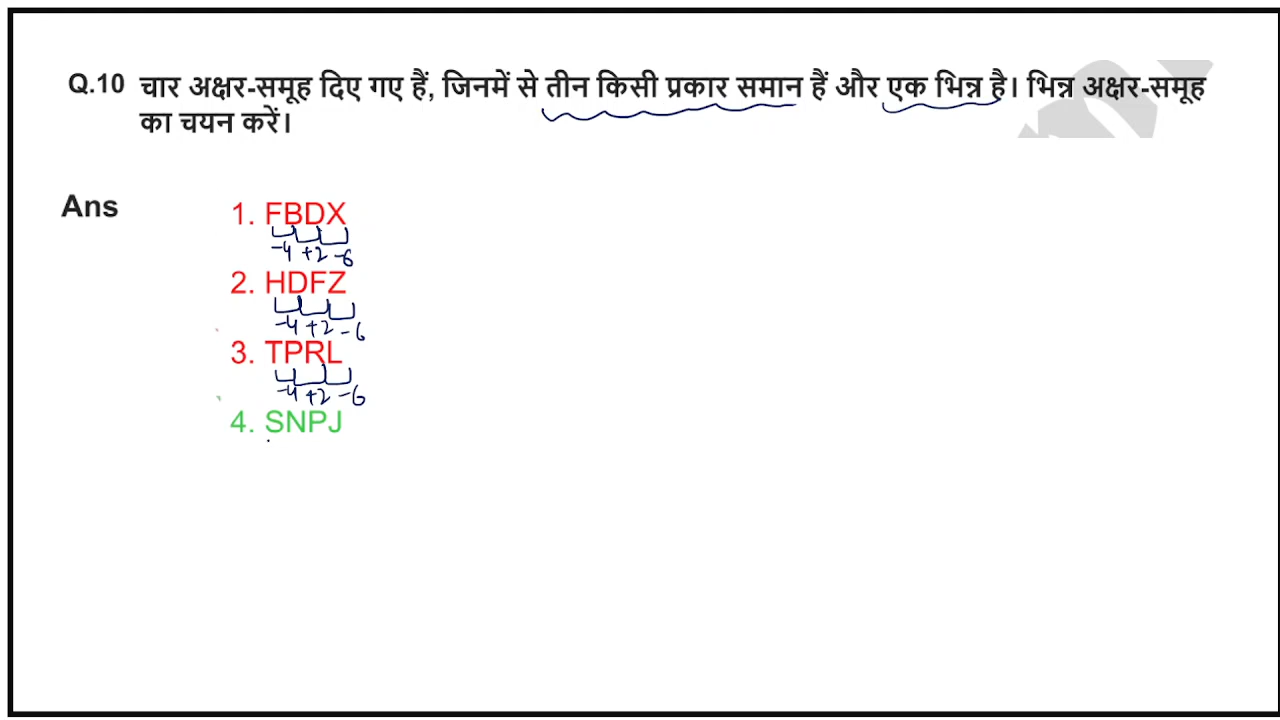 Q.10 चार अक्षर-समूह दिए गए हैं, जिनमें से तीन किसी प्रकार समान हैं और एक भिन्न है। भिन्न अक्षर-समूह
का चयन करें।
Ans
1. FBDX
-4 +2 -6
2. HDFZ
-4 +2 -6
3. TPRL
-4 +2 -6
4. SNPJ